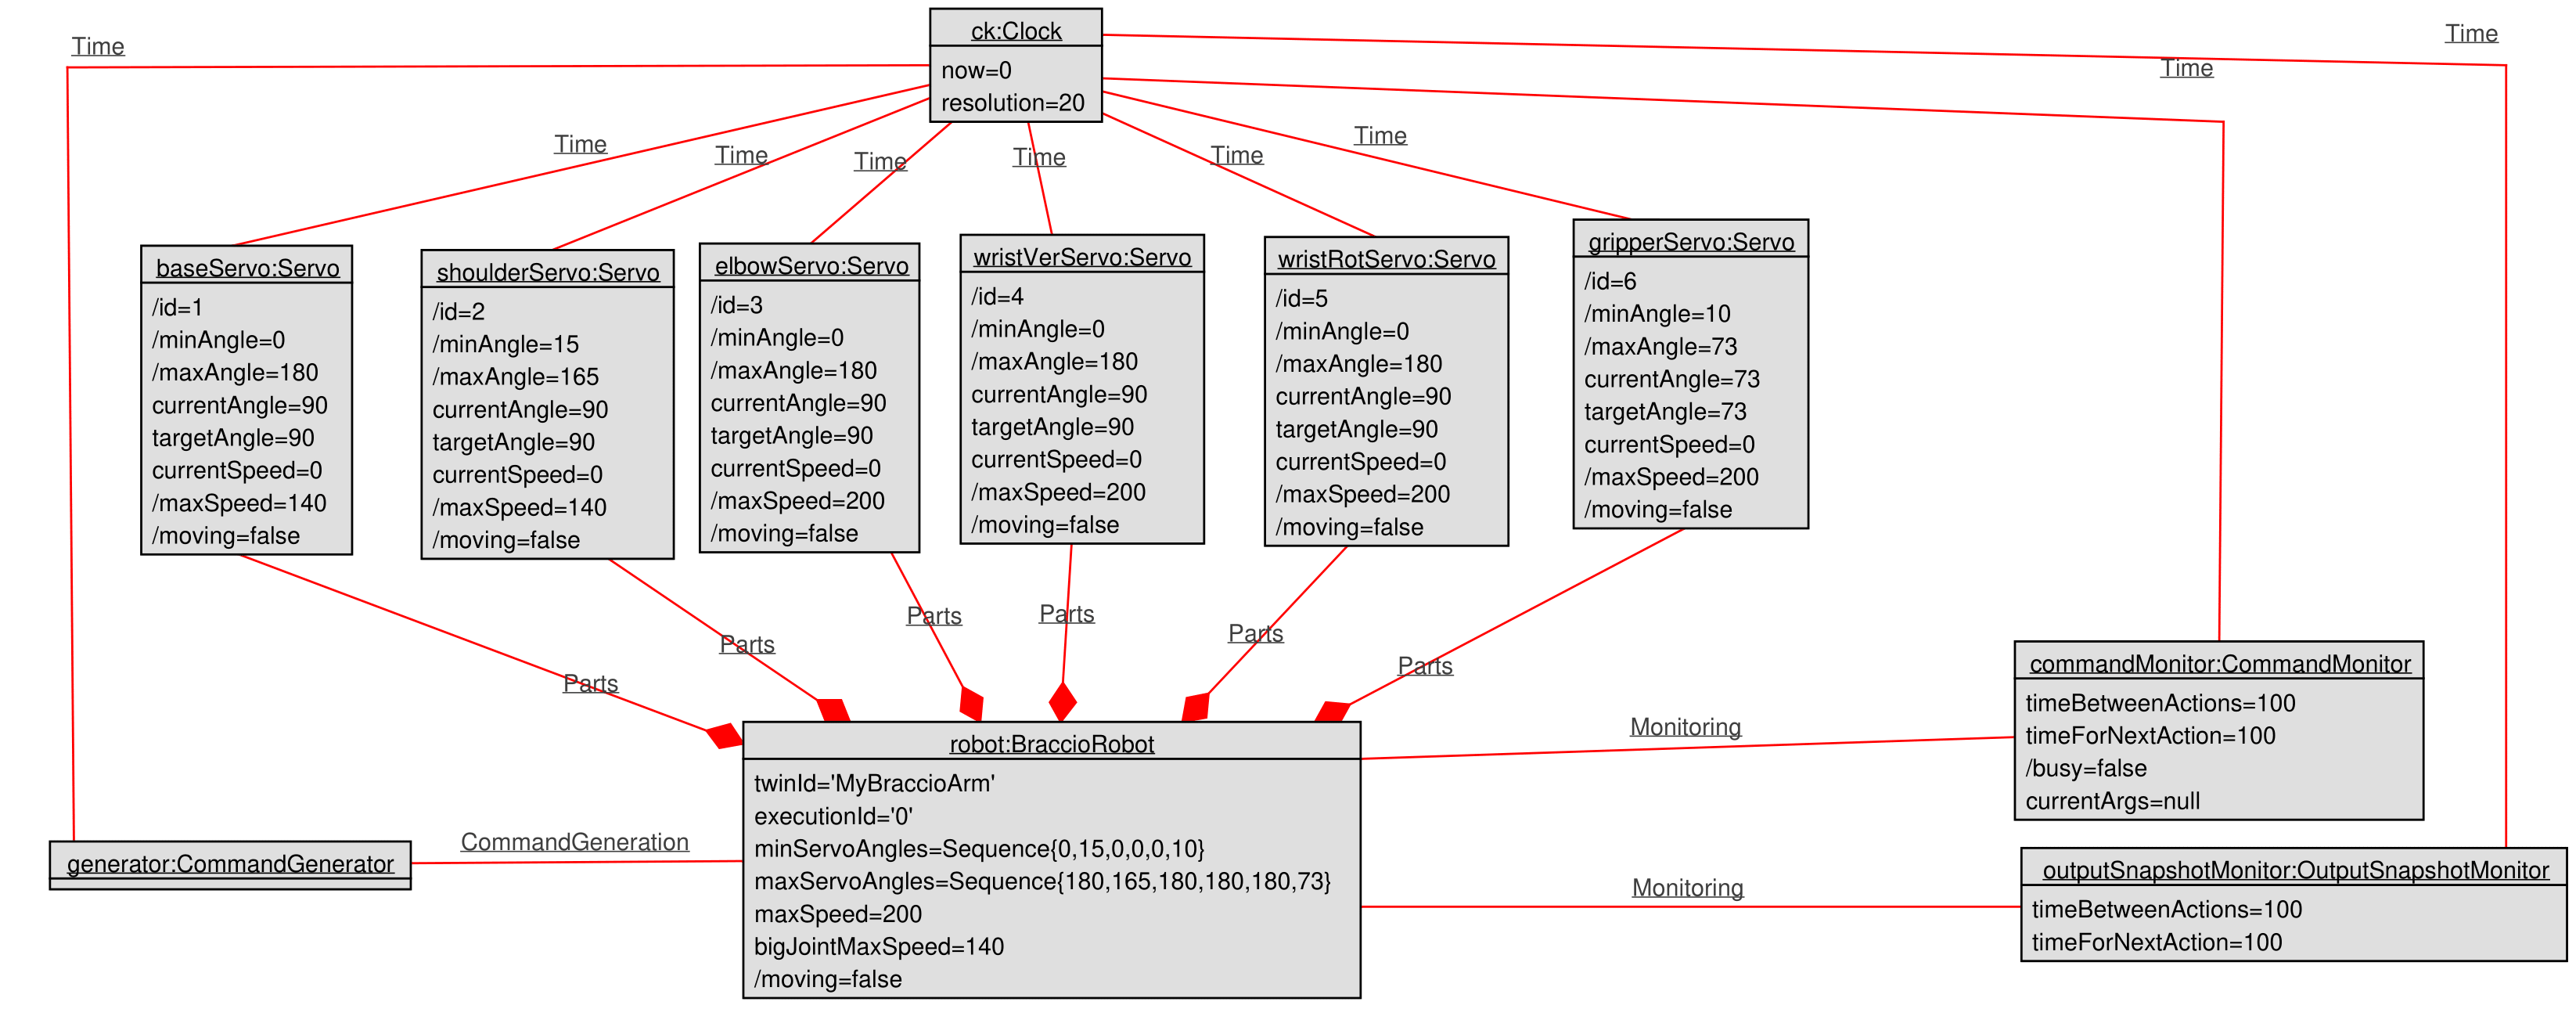 ck:Clock
now=0
resolution=20
Time
Time
Time
Time
Time
Time
Time
Time
Time
baseServo:Servo
/id=1
/minAngle=0
/maxAngle=180
currentAngle=90
targetAngle=90
currentSpeed=0
/maxSpeed=140
/moving=false
shoulderServo:Servo
/id=2
/minAngle=15
/maxAngle=165
currentAngle=90
targetAngle=90
currentSpeed=0
/maxSpeed=140
/moving=false
elbowServo:Servo
/id=3
/minAngle=0
/maxAngle=180
currentAngle=90
targetAngle=90
currentSpeed=0
/maxSpeed=200
/moving=false
wristVerServo:Servo
/id=4
/minAngle=0
/maxAngle=180
currentAngle=90
targetAngle=90
currentSpeed=0
/maxSpeed=200
/moving=false
wristRotServo:Servo
/id=5
/minAngle=0
/maxAngle=180
currentAngle=90
targetAngle=90
currentSpeed=0
/maxSpeed=200
/moving=false
gripperServo:Servo
/id=6
/minAngle=10
/maxAngle=73
currentAngle=73
targetAngle=73
currentSpeed=0
/maxSpeed=200
/moving=false
Parts
Parts
Parts
Parts
Parts
Parts
commandMonitor:CommandMonitor
timeBetweenActions=100
timeForNextAction=100
/busy=false
currentArgs=null
Monitoring
robot:BraccioRobot
twinId='MyBraccioArm'
executionId='0'
minServoAngles=Sequence{0,15,0,0,0,10}
maxServoAngles=Sequence{180,165,180,180,180,73}
maxSpeed=200
bigJointMaxSpeed=140
/moving=false
CommandGeneration
generator:CommandGenerator
Monitoring
outputSnapshotMonitor:OutputSnapshotMonitor
timeBetweenActions=100
timeForNextAction=100